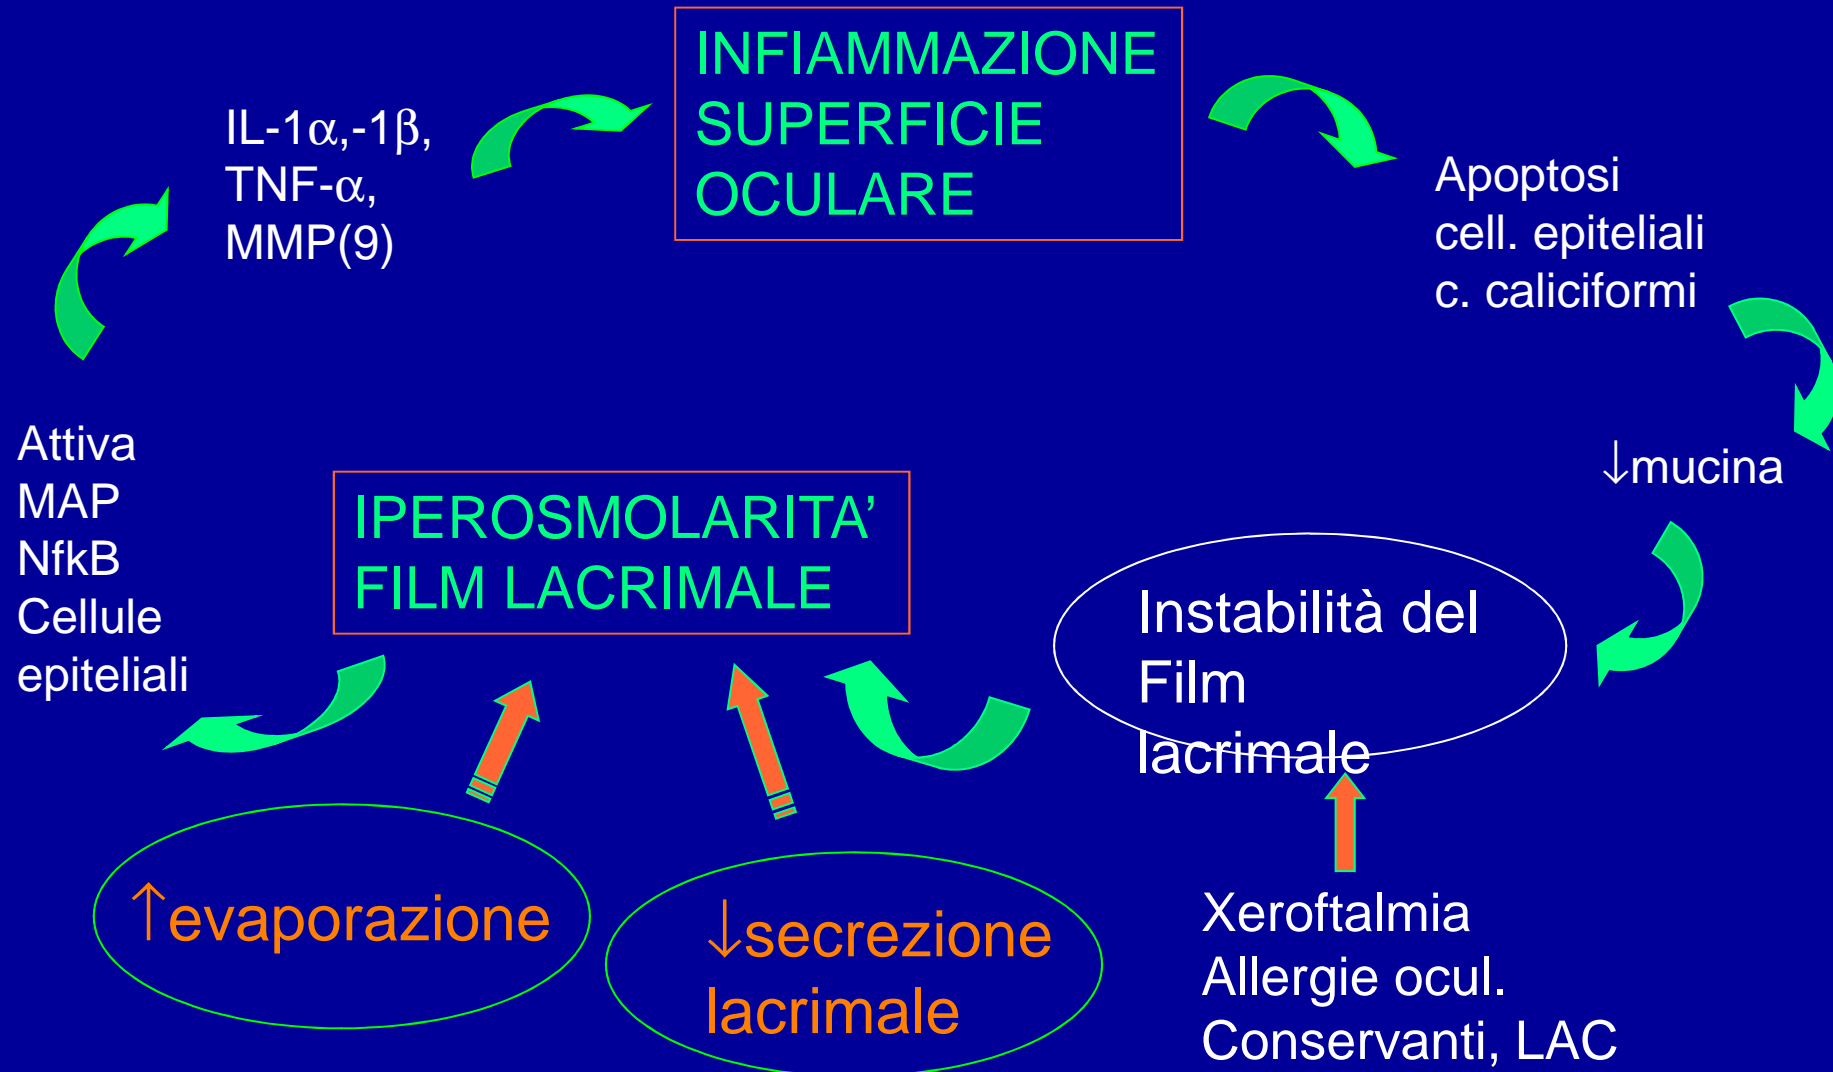 INFIAMMAZIONE
SUPERFICIE
OCULARE
IL-1α,-1β,
TNF-α,
MMP(9)
Apoptosi
cell. epiteliali
c. caliciformi
Attiva
MAP
NfkB
Cellule
epiteliali
IPEROSMOLARITA’
FILM LACRIMALE
↓mucina
Instabilità del
Film
lacrimale
↑evaporazione
↓secrezione
lacrimale
Xeroftalmia
Allergie ocul.
Conservanti, LAC